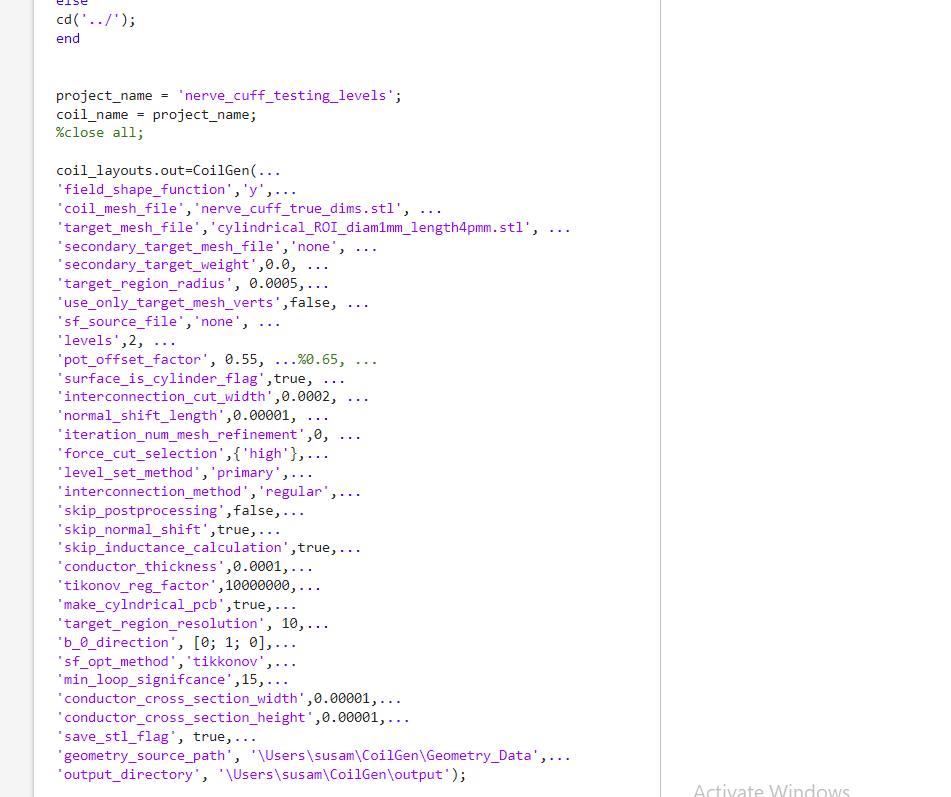 else
cd('../');
end
project_name = 'nerve_cuff_testing_levels';
coil_name = project_name;
%close all;
coil_layouts.out=CoilGen(...
'field_shape_function','y',...
'coil_mesh_file','nerve_cuff_true_dims.stl', ...
'target_mesh_file','cylindrical_ROI_diam1mm_length4pmm.stl', ...
'secondary_target_mesh_file','none', ...
'secondary_target_weight',0.0, ...
'target_region_radius', 0.0005,...
'use_only_target_mesh_verts',false, ...
'sf_source_file','none', ...
'levels',2, ...
'pot_offset_factor', 0.55, ...%0.65, ...
'surface_is_cylinder_flag',true, ...
'interconnection_cut_width',0.0002, ...
'normal_shift_length',0.00001, ...
'iteration_num_mesh_refinement',0, ...
'force_cut_selection',{'high'},...
'level_set_method','primary',...
'interconnection_method','regular',...
'skip_postprocessing',false,...
'skip_normal_shift',true,...
'skip_inductance_calculation',true,...
'conductor_thickness',0.0001,...
'tikonov_reg_factor',10000000,...
'make_cylndrical_pcb',true,...
'target_region_resolution', 10,...
'b_0_direction', [0; 1; 0],...
'sf_opt_method','tikkonov',...
'min_loop_signifcance',15,...
'conductor_cross_section_width',0.00001,...
'conductor_cross_section_height',0.00001,...
'save_stl_flag', true,...
'geometry_source_path', '\Users\susam\CoilGen\Geometry_Data',...
'output_directory', '\Users\susam\CoilGen\output');
Activate Windows